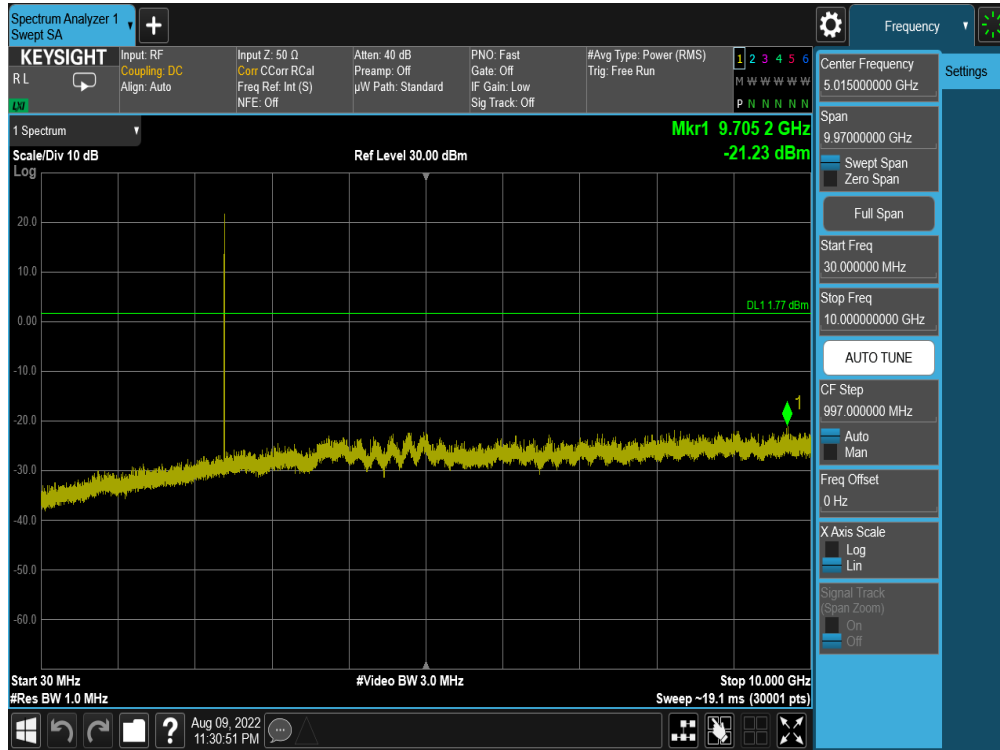 Spectrum Analyzer 1
Swept SA
+
Frequency
KEYSIGHT
R L
LXI
Input: RF
Coupling: DC
Align: Auto
Input Z: 50 Ω
Corr CCorr RCal
Freq Ref: Int (S)
NFE: Off
Atten: 40 dB
Preamp: Off
µW Path: Standard
PNO: Fast
Gate: Off
IF Gain: Low
Sig Track: Off
#Avg Type: Power (RMS)
Trig: Free Run
1 2 3 4 5 6
M W W W W W
P N N N N N
Center Frequency
5.015000000 GHz
Settings
1 Spectrum
Scale/Div 10 dB
Log
Ref Level 30.00 dBm
Mkr1 9.705 2 GHz
-21.23 dBm
20.0
10.0
0.00
-10.0
-20.0
-30.0
-40.0
-50.0
-60.0
DL1 1.77 dBm
1
Start 30 MHz
#Res BW 1.0 MHz
#Video BW 3.0 MHz
Stop 10.000 GHz
Sweep ~19.1 ms (30001 pts)
Span
9.97000000 GHz
Swept Span
Zero Span
Full Span
Start Freq
30.000000 MHz
Stop Freq
10.000000000 GHz
AUTO TUNE
CF Step
997.000000 MHz
Auto
Man
Freq Offset
0 Hz
X Axis Scale
Log
Lin
Signal Track
(Span Zoom)
On
Off
?
Aug 09, 2022
11:30:51 PM